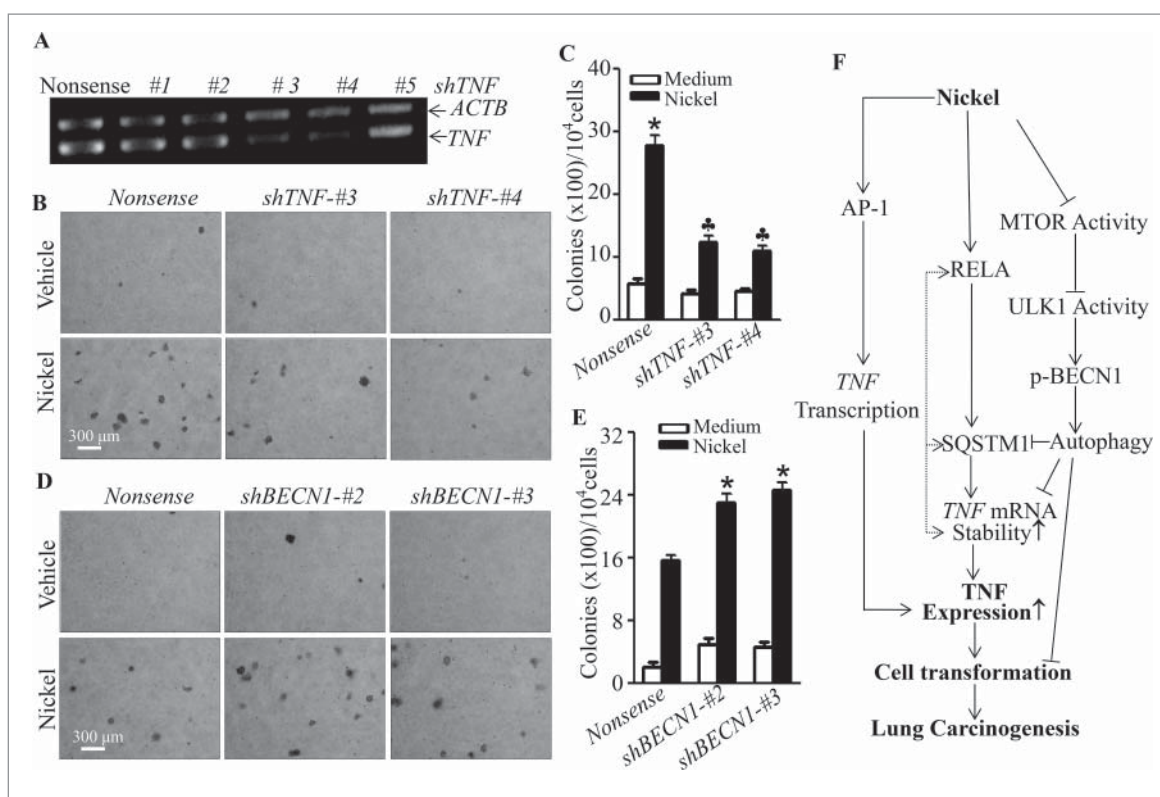 A
Nonsense #1 #2 # 3 #4 #5 shTNF
ACTB
TNF
B
Nonsense shTNF-#3 shTNF-#4
Vehicle
Nickel
300 µm
C
Medium
Nickel
Colonies (x100)/10⁴cells
40
30
20
10
0
*
♣
♣
Nonsense
shTNF-#3
shTNF-#4
D
Nonsense shBECN1-#2 shBECN1-#3
Vehicle
Nickel
300 µm
E
Medium
Nickel
Colonies (x100)/10⁴cells
32
24
16
8
0
*
*
Nonsense
shBECN1-#2
shBECN1-#3
F
Nickel
AP-1
MTOR Activity
RELA
ULK1 Activity
p-BECN1
TNF
Transcription
SQSTM1
Autophagy
TNF mRNA
Stability
TNF
Expression
Cell transformation
Lung Carcinogenesis